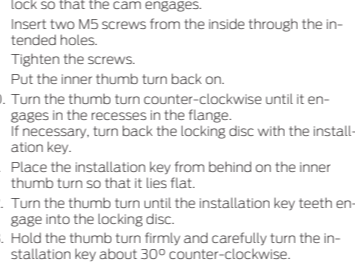 lock so that the cam engages.
Insert two M5 screws from the inside through the in-
tended holes.
Tighten the screws.
Put the inner thumb turn back on.
. Turn the thumb turn counter-clockwise until it en-
gages in the recesses in the flange.
If necessary, turn back the locking disc with the install-
ation key.
Place the installation key from behind on the inner
thumb turn so that it lies flat.
. Turn the thumb turn until the installation key teeth en-
gage into the locking disc.
. Hold the thumb turn firmly and carefully turn the in-
stallation key about 30° counter-clockwise.